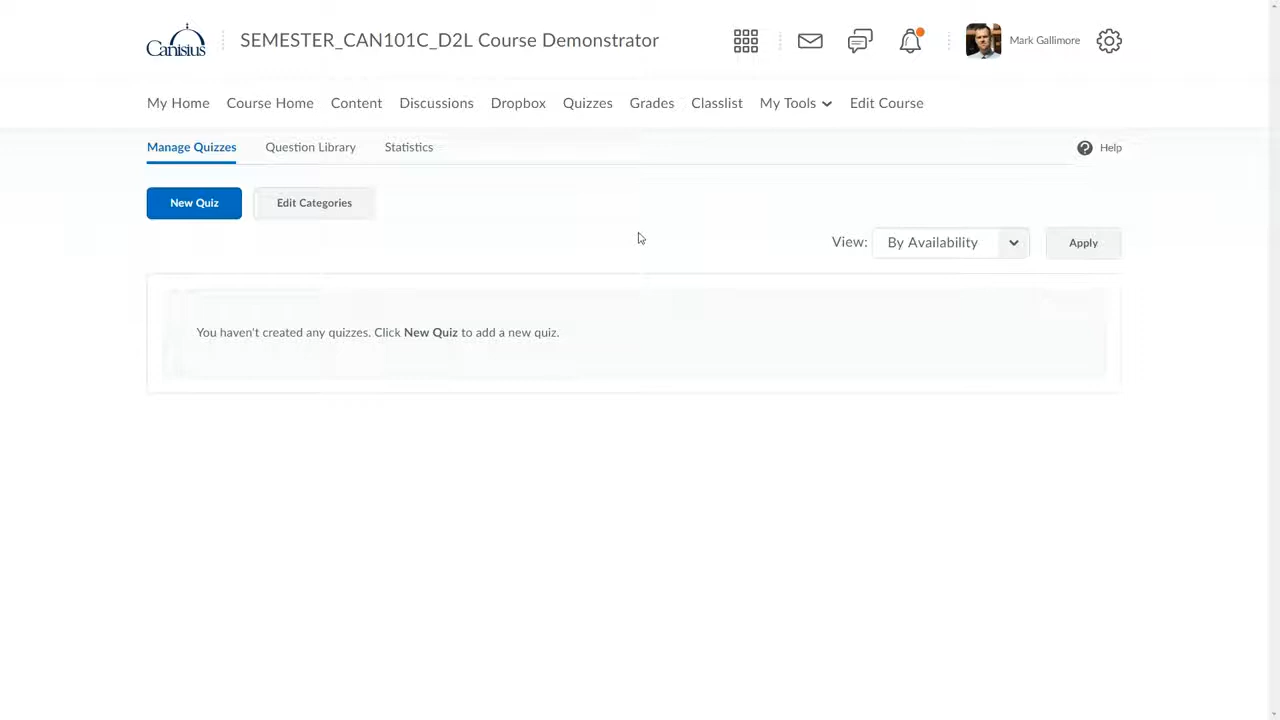 Canisius
SEMESTER_CAN101C_D2L Course Demonstrator
Mark Gallimore
My Home Course Home Content Discussions Dropbox Quizzes Grades Classlist My Tools Edit Course
Manage Quizzes Question Library Statistics Help
New Quiz Edit Categories
View: By Availability Apply
You haven't created any quizzes. Click New Quiz to add a new quiz.